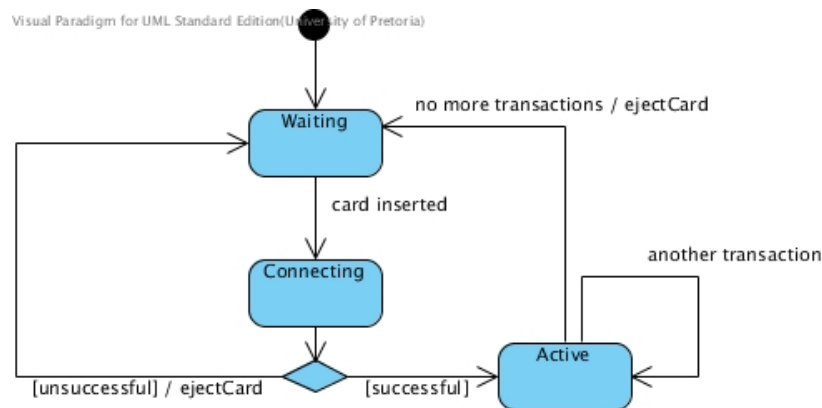 Visual Paradigm for UML Standard Edition(University of Pretoria)
no more transactions / ejectCard
Waiting
card inserted
another transaction
Connecting
Active
[unsuccessful] / ejectCard
[successful]